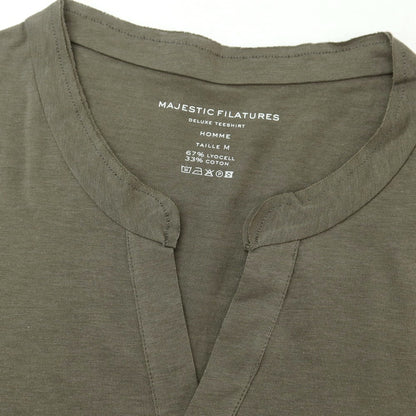 MAJESTIC FILATURES
DELUXE TEESHIRT
HOMME
TAILLE M
67% LYOCELL
33% COTON